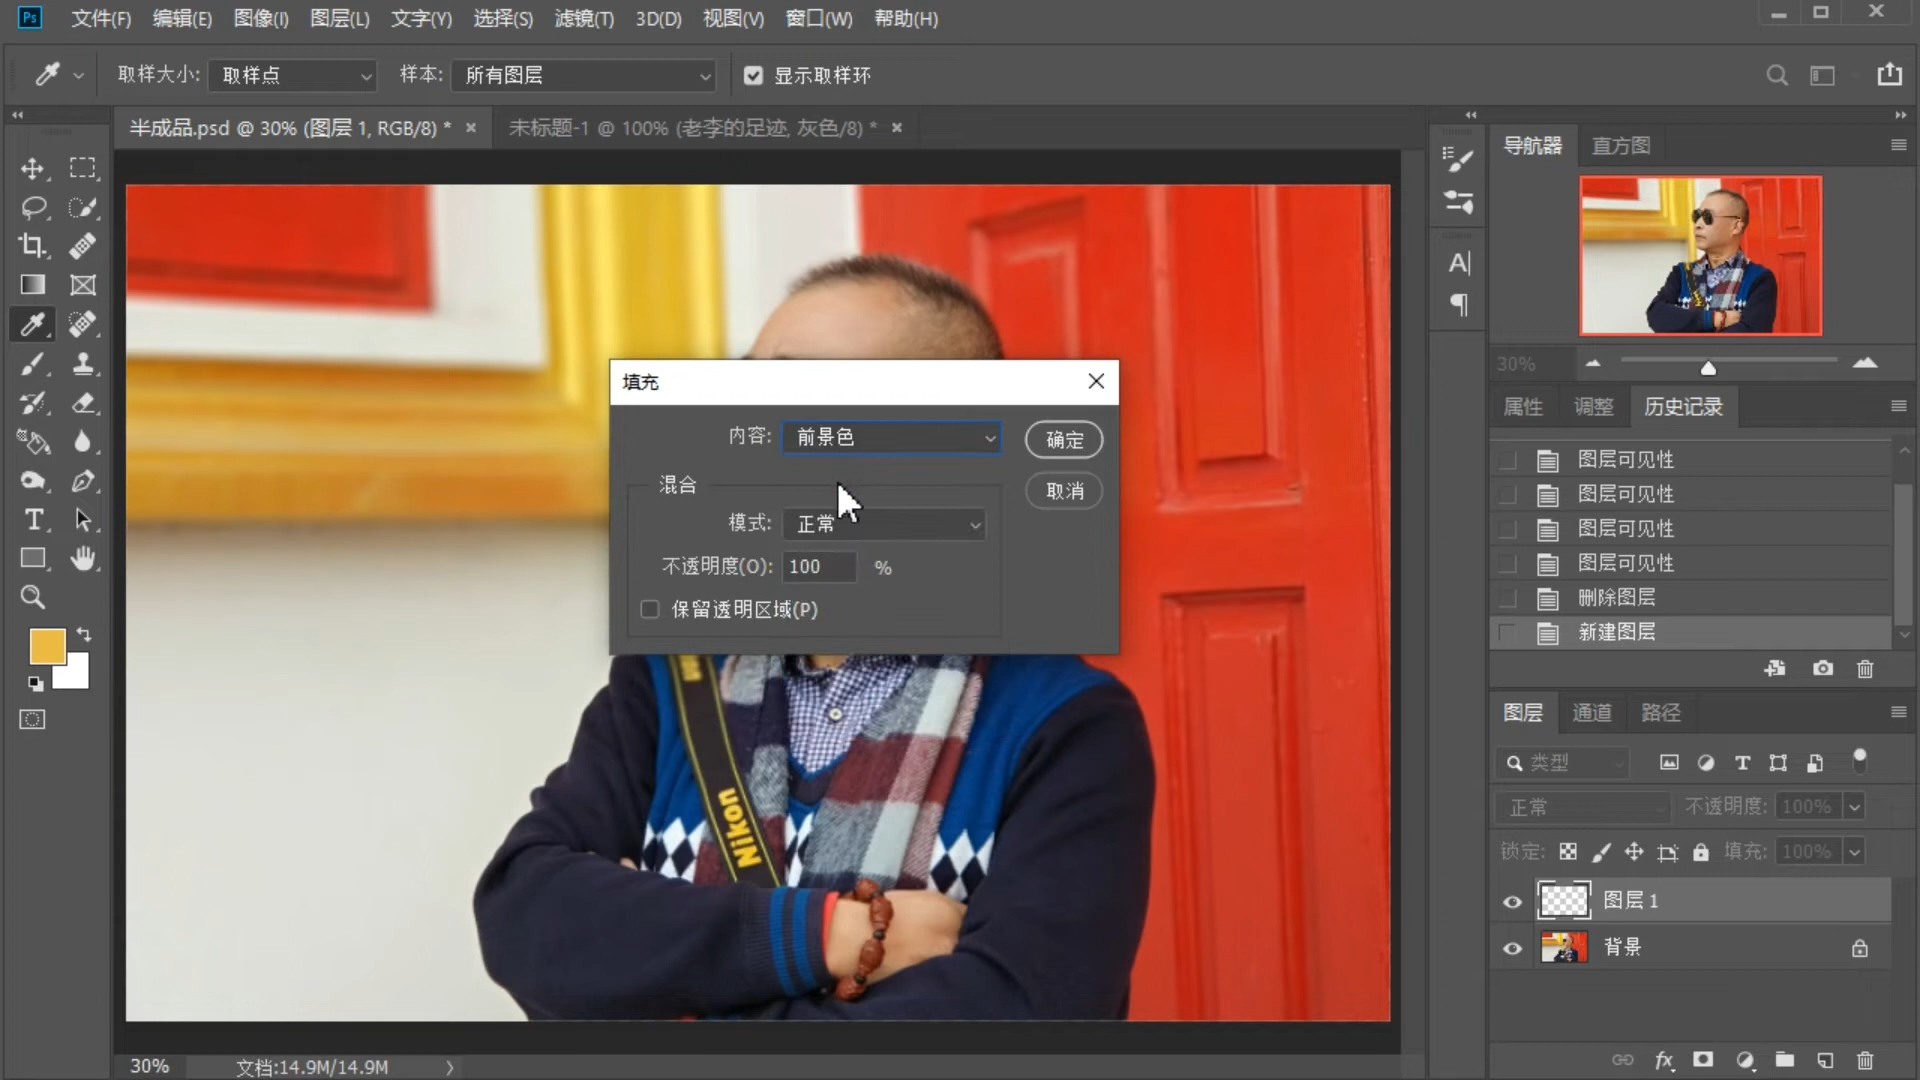 Ps 文件(F) 编辑(E) 图像(I) 图层(L) 文字(Y) 选择(S) 滤镜(T) 3D(D) 视图(V) 窗口(W) 帮助(H)
取样大小: 取样点 样本: 所有图层 显示取样环
半成品.psd @ 30% (图层 1, RGB/8) * 未标题-1 @ 100% (老李的足迹, 灰色/8) *
导航器 直方图
30%
填充
内容: 前景色 确定
混合 取消
模式: 正常
不透明度(O): 100 %
保留透明区域(P)
Nikon
属性 调整 历史记录
图层可见性
图层可见性
图层可见性
图层可见性
删除图层
新建图层
图层 通道 路径
类型
正常 不透明度: 100%
锁定: 填充: 100%
图层 1
背景
30% 文档:14.9M/14.9M